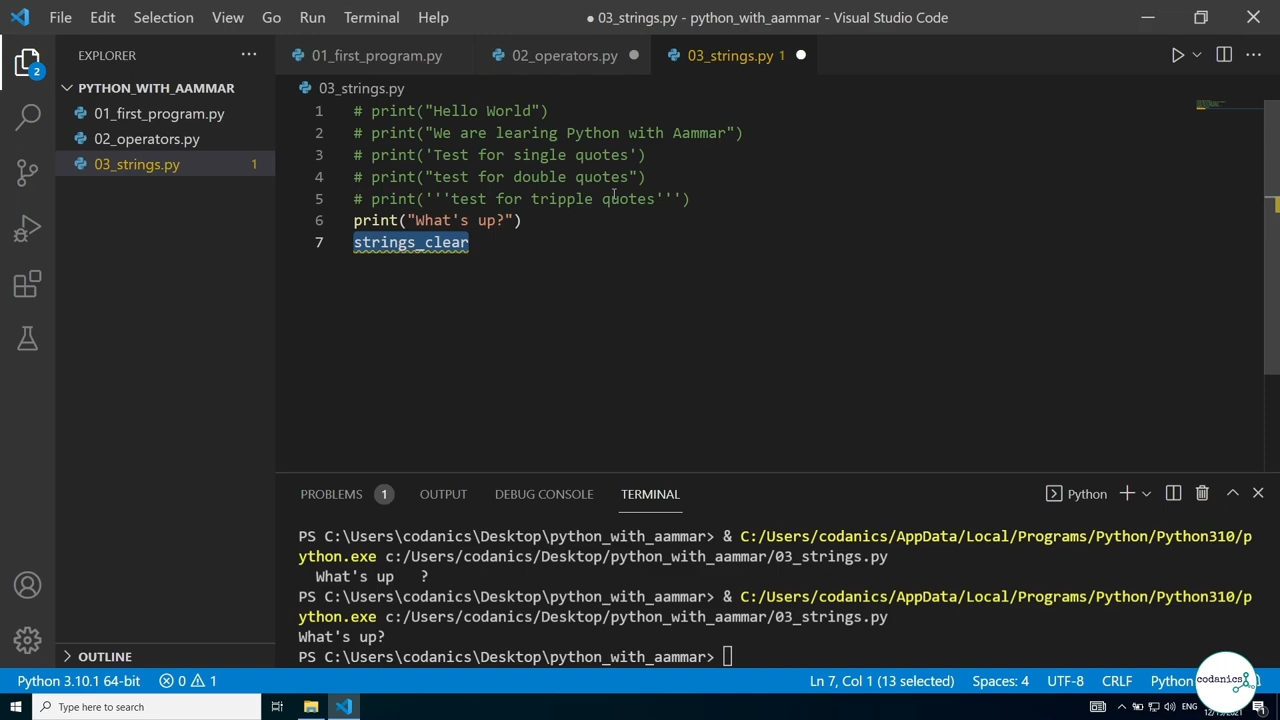 File Edit Selection View Go Run Terminal Help
● 03_strings.py - python_with_aammar - Visual Studio Code
EXPLORER
01_first_program.py 02_operators.py 03_strings.py 1
2
PYTHON_WITH_AAMMAR
01_first_program.py
02_operators.py
03_strings.py 1
03_strings.py
1 # print("Hello World")
2 # print("We are learing Python with Aammar")
3 # print('Test for single quotes')
4 # print("test for double quotes")
5 # print('''test for tripple quotes''')
6 print("What's up?")
7 strings_clear
PROBLEMS 1 OUTPUT DEBUG CONSOLE TERMINAL
Python
PS C:\Users\codanics\Desktop\python_with_aammar> & C:/Users/codanics/AppData/Local/Programs/Python/Python310/p
ython.exe c:/Users/codanics/Desktop/python_with_aammar/03_strings.py
What's up ?
PS C:\Users\codanics\Desktop\python_with_aammar> & C:/Users/codanics/AppData/Local/Programs/Python/Python310/p
ython.exe c:/Users/codanics/Desktop/python_with_aammar/03_strings.py
What's up?
PS C:\Users\codanics\Desktop\python_with_aammar>
OUTLINE
Python 3.10.1 64-bit 0 1
Ln 7, Col 1 (13 selected) Spaces: 4 UTF-8 CRLF Python
codanics
Type here to search
ENG